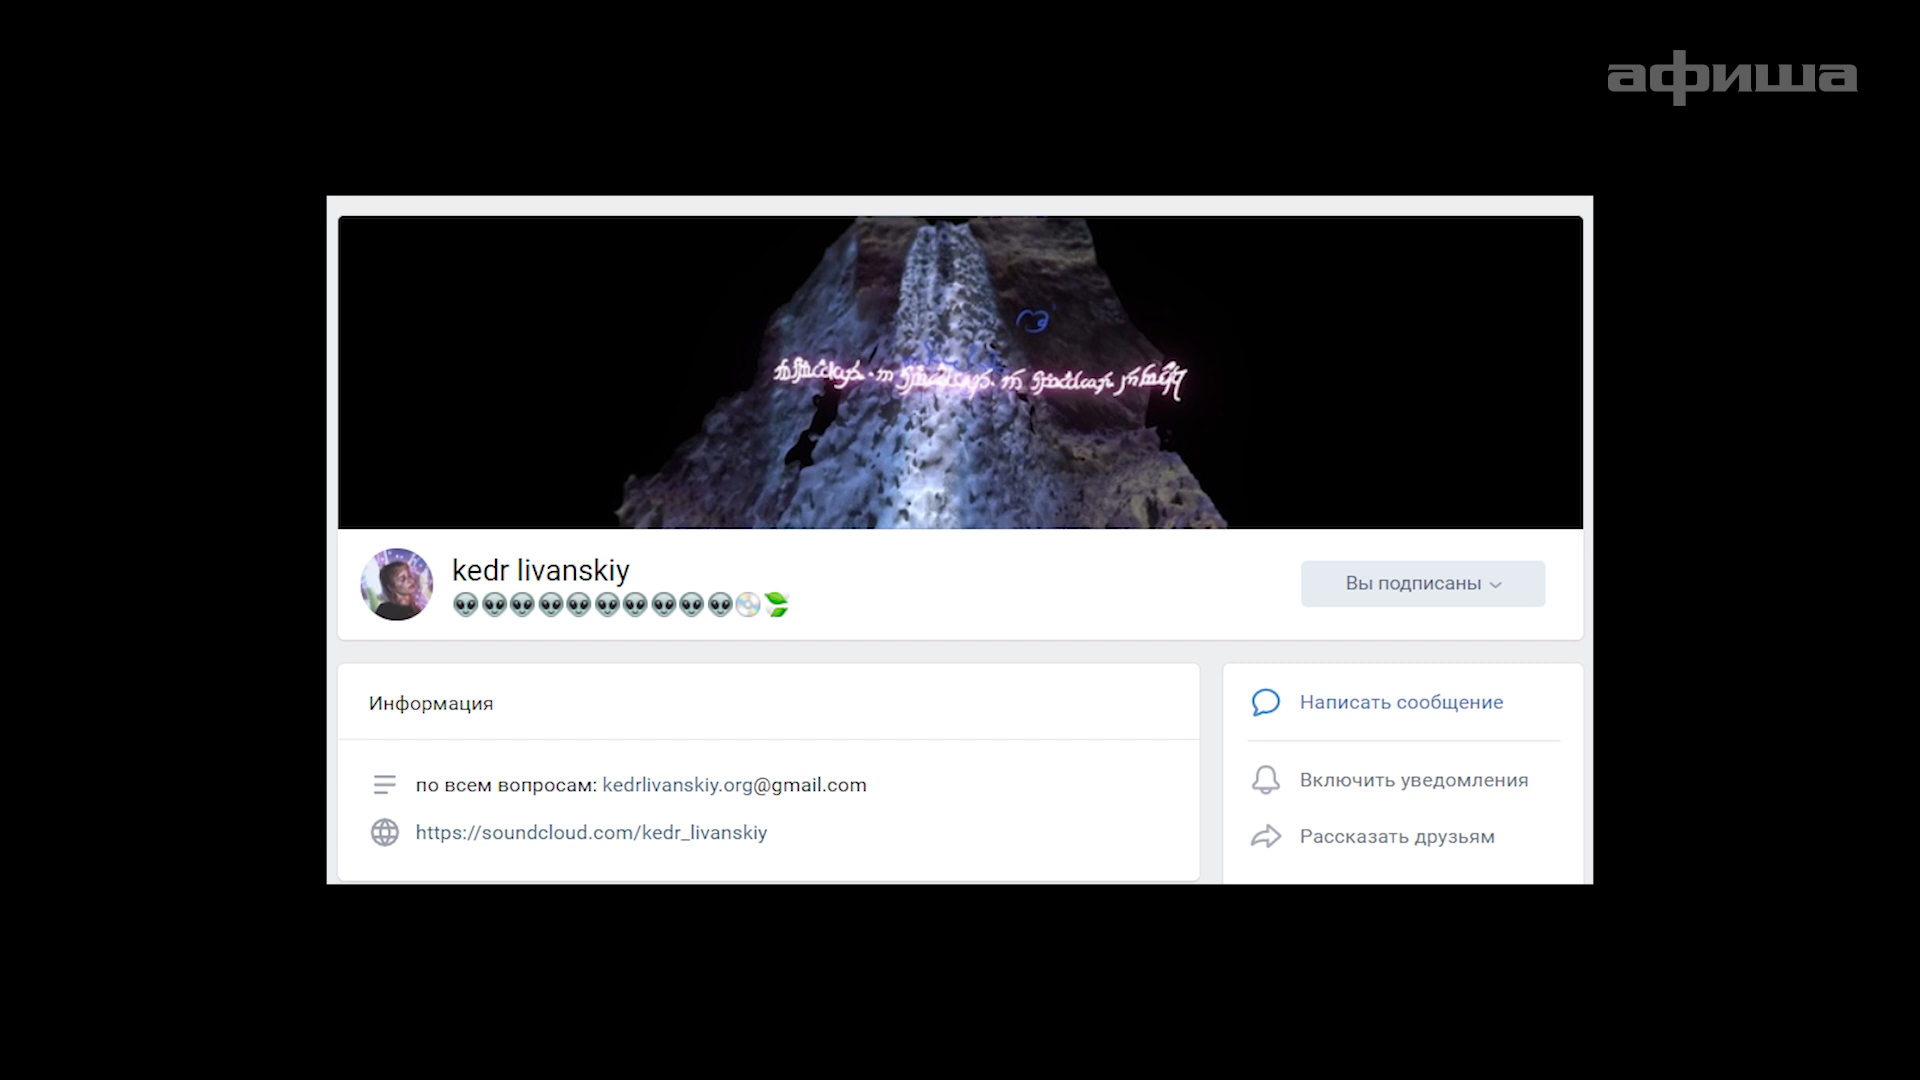 афиша
kedr livanskiy
👽👽👽👽👽👽👽👽👽👽💿🍃
Вы подписаны
Информация
по всем вопросам: kedrlivanskiy.org@gmail.com
https://soundcloud.com/kedr_livanskiy
Написать сообщение
Включить уведомления
Рассказать друзьям